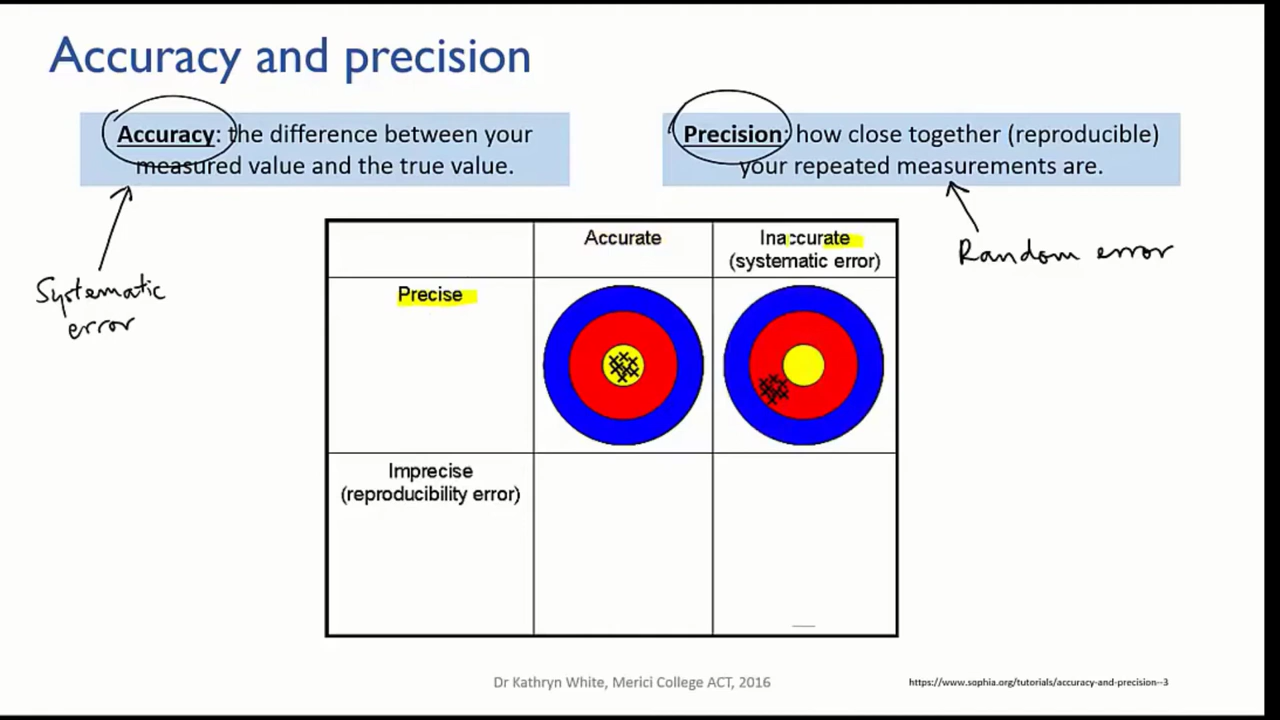 Accuracy and precision
Accuracy: the difference between your
measured value and the true value.
Precision: how close together (reproducible)
your repeated measurements are.
Systematic
error
Random error
Accurate
Inaccurate
(systematic error)
Precise
Imprecise
(reproducibility error)
Dr Kathryn White, Merici College ACT, 2016
https://www.sophia.org/tutorials/accuracy-and-precision--3